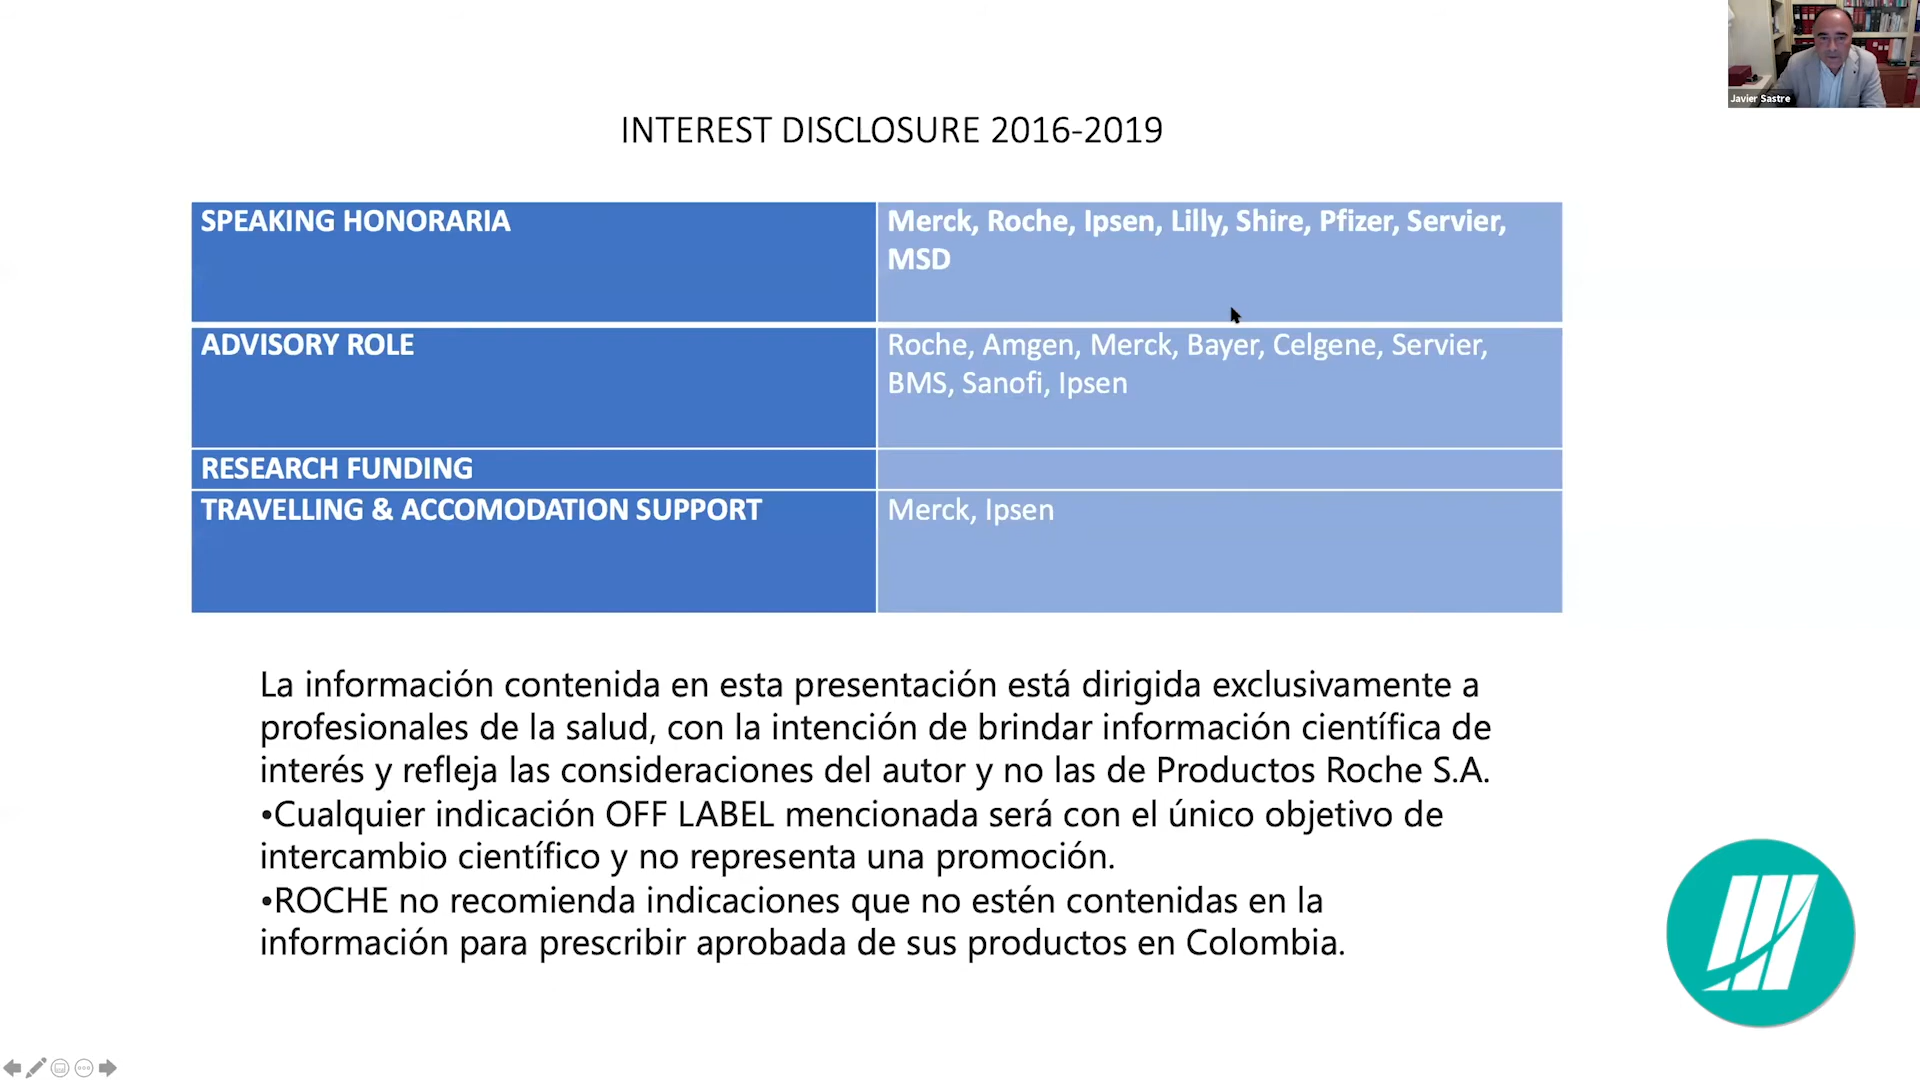 Javier Sastre
INTEREST DISCLOSURE 2016-2019
SPEAKING HONORARIA
Merck, Roche, Ipsen, Lilly, Shire, Pfizer, Servier,
MSD
ADVISORY ROLE
Roche, Amgen, Merck, Bayer, Celgene, Servier,
BMS, Sanofi, Ipsen
RESEARCH FUNDING
TRAVELLING & ACCOMODATION SUPPORT
Merck, Ipsen
La información contenida en esta presentación está dirigida exclusivamente a
profesionales de la salud, con la intención de brindar información científica de
interés y refleja las consideraciones del autor y no las de Productos Roche S.A.
•Cualquier indicación OFF LABEL mencionada será con el único objetivo de
intercambio científico y no representa una promoción.
•ROCHE no recomienda indicaciones que no estén contenidas en la
información para prescribir aprobada de sus productos en Colombia.